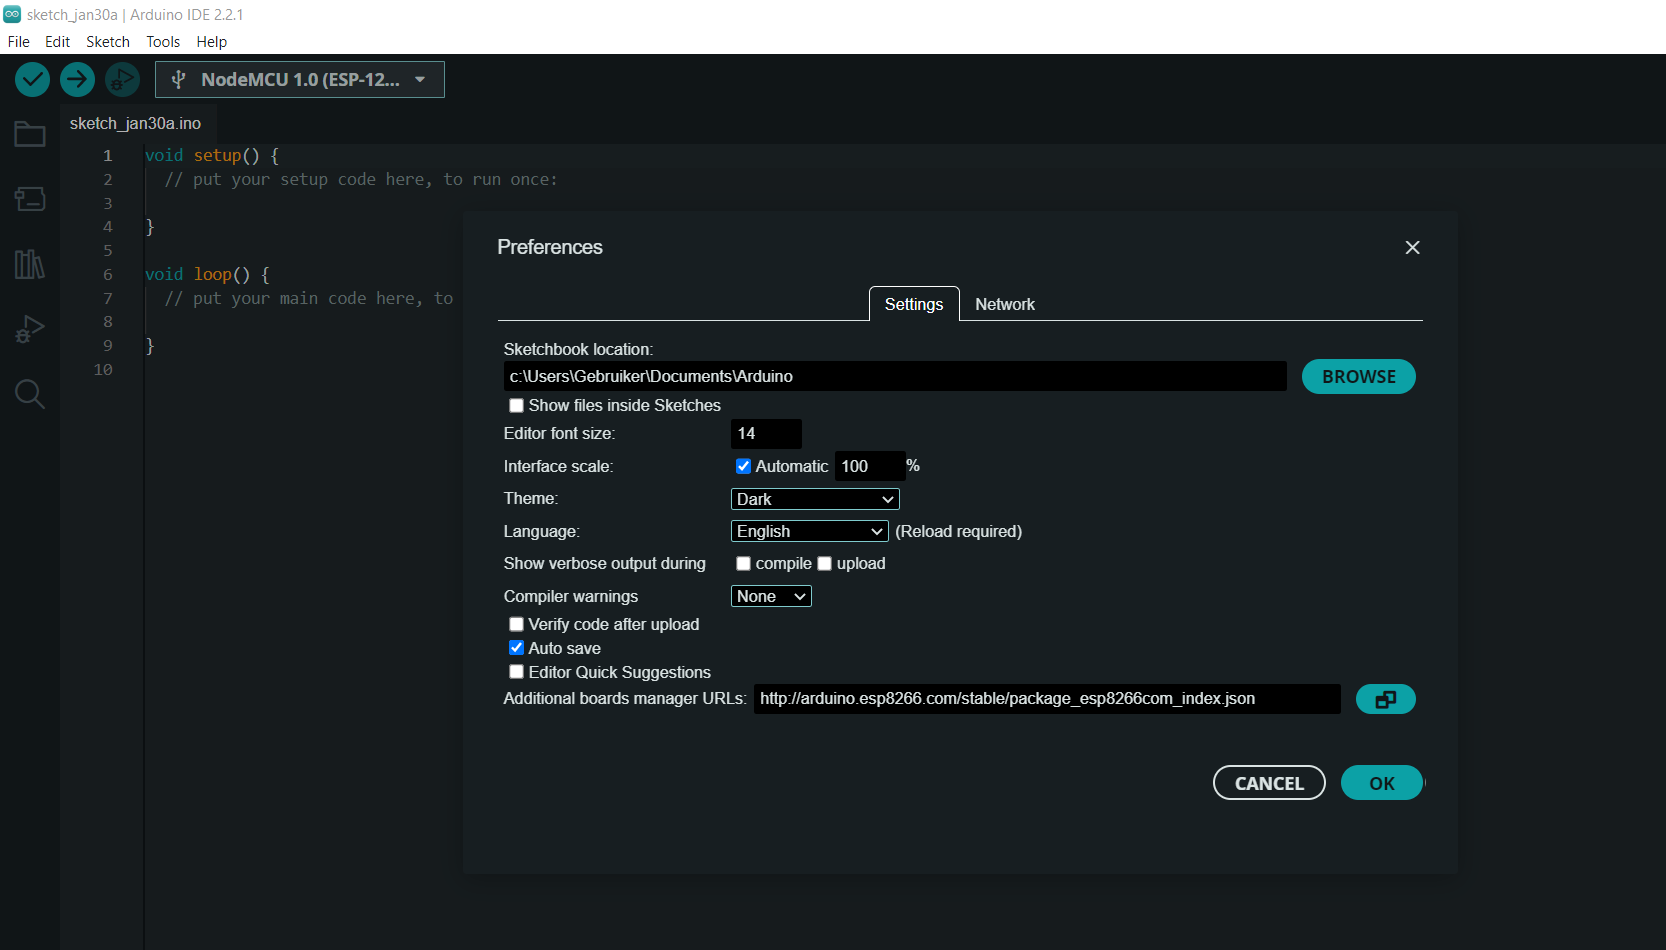 sketch_jan30a | Arduino IDE 2.2.1
File Edit Sketch Tools Help
NodeMCU 1.0 (ESP-12...
sketch_jan30a.ino
1 void setup() {
2 // put your setup code here, to run once:
3
4 }
5
6 void loop() {
7 // put your main code here, to
8
9 }
10
Preferences
Settings Network
Sketchbook location:
c:\Users\Gebruiker\Documents\Arduino BROWSE
Show files inside Sketches
Editor font size: 14
Interface scale: Automatic 100 %
Theme: Dark
Language: English (Reload required)
Show verbose output during compile upload
Compiler warnings None
Verify code after upload
Auto save
Editor Quick Suggestions
Additional boards manager URLs: http://arduino.esp8266.com/stable/package_esp8266com_index.json
CANCEL OK